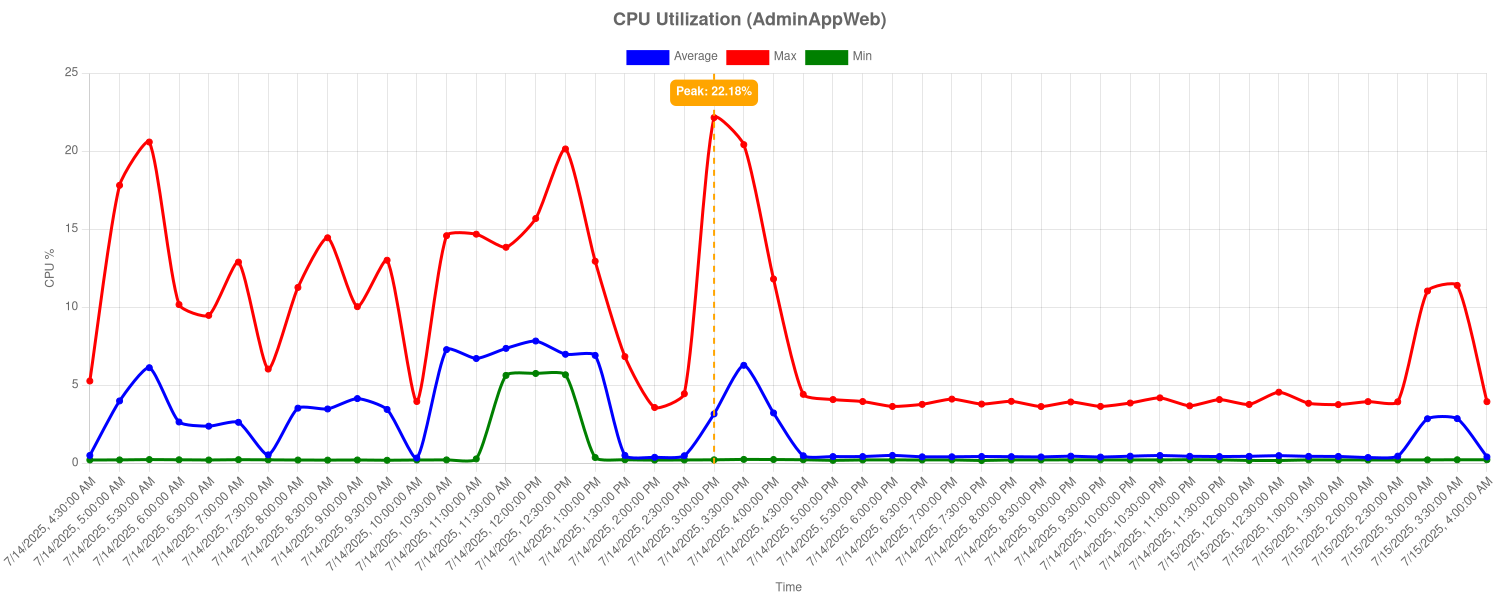 CPU Utilization (AdminAppWeb)
Average Max Min
Peak: 22.18%
25
20
15
10
5
0
CPU %
7/14/2025, 4:30:00 AM
7/14/2025, 5:00:00 AM
7/14/2025, 5:30:00 AM
7/14/2025, 6:00:00 AM
7/14/2025, 6:30:00 AM
7/14/2025, 7:00:00 AM
7/14/2025, 7:30:00 AM
7/14/2025, 8:00:00 AM
7/14/2025, 8:30:00 AM
7/14/2025, 9:00:00 AM
7/14/2025, 9:30:00 AM
7/14/2025, 10:00:00 AM
7/14/2025, 10:30:00 AM
7/14/2025, 11:00:00 AM
7/14/2025, 11:30:00 AM
7/14/2025, 12:00:00 PM
7/14/2025, 12:30:00 PM
7/14/2025, 1:00:00 PM
7/14/2025, 1:30:00 PM
7/14/2025, 2:00:00 PM
7/14/2025, 2:30:00 PM
7/14/2025, 3:00:00 PM
7/14/2025, 3:30:00 PM
7/14/2025, 4:00:00 PM
7/14/2025, 4:30:00 PM
7/14/2025, 5:00:00 PM
7/14/2025, 5:30:00 PM
7/14/2025, 6:00:00 PM
7/14/2025, 6:30:00 PM
7/14/2025, 7:00:00 PM
7/14/2025, 7:30:00 PM
7/14/2025, 8:00:00 PM
7/14/2025, 8:30:00 PM
7/14/2025, 9:00:00 PM
7/14/2025, 9:30:00 PM
7/14/2025, 10:00:00 PM
7/14/2025, 10:30:00 PM
7/14/2025, 11:00:00 PM
7/14/2025, 11:30:00 PM
7/15/2025, 12:00:00 AM
7/15/2025, 12:30:00 AM
7/15/2025, 1:00:00 AM
7/15/2025, 1:30:00 AM
7/15/2025, 2:00:00 AM
7/15/2025, 2:30:00 AM
7/15/2025, 3:00:00 AM
7/15/2025, 3:30:00 AM
7/15/2025, 4:00:00 AM
Time